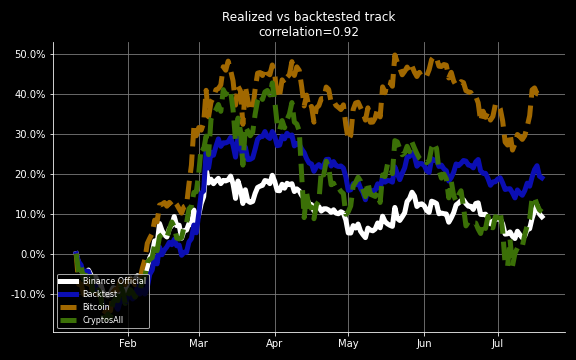 Realized vs backtested track
correlation=0.92
50.0%
40.0%
30.0%
20.0%
10.0%
0.0%
-10.0%
Binance Official
Backtest
Bitcoin
CryptosAll
Feb
Mar
Apr
May
Jun
Jul